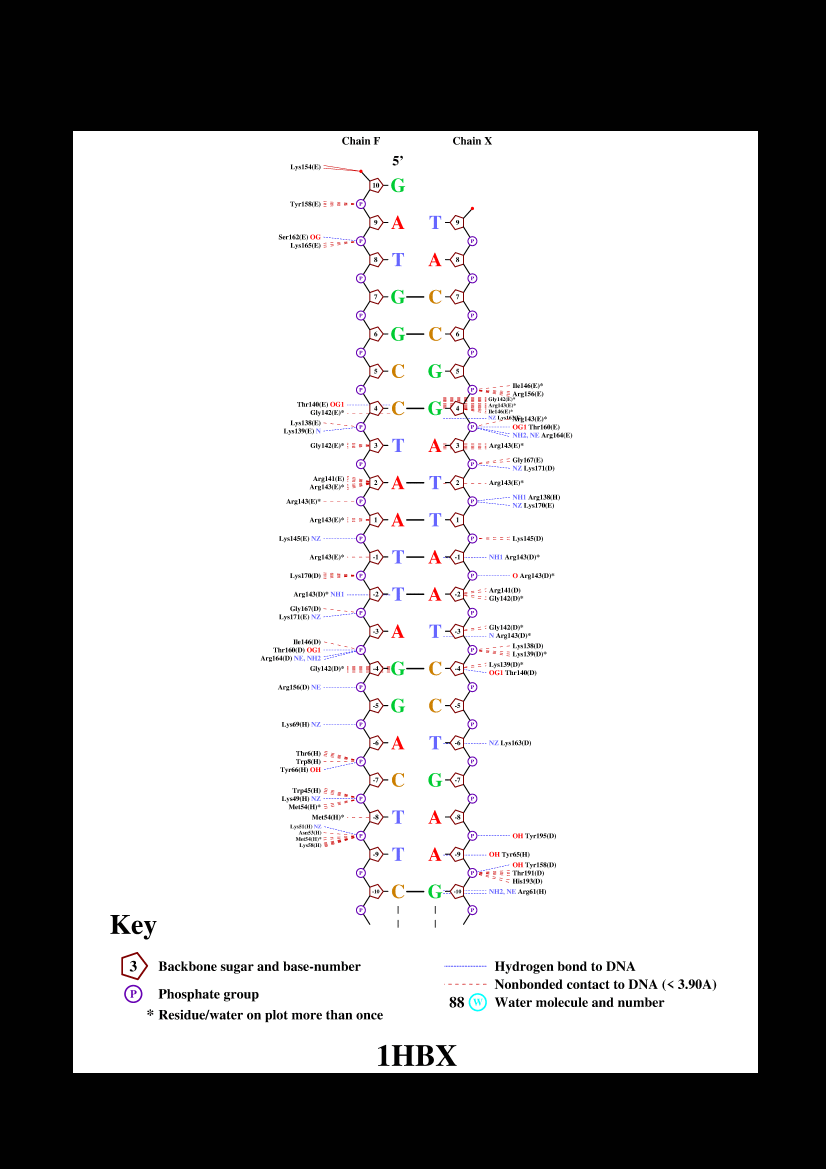 Chain F Chain X
5’
Lys154(E)
10 G
Tyr158(E) P
9 A T 9
Ser162(E) OG P P
Lys165(E)
8 T A 8
P P
7 G C 7
P P
6 G C 6
P P
5 C G 5
Ile146(E)*
P P
Arg156(E)
Gly142(E)*
Thr140(E) OG1 Arg143(E)*
4 C G 4
Gly142(E)* Ile146(E)*
NZ Arg143(E)*
Lys138(E) P P OG1 Thr160(E)
Lys139(E) N NH2, NE Arg164(E)
Gly142(E)* 3 T A 3 Arg143(E)*
Gly167(E)
P P
NZ Lys171(D)
Arg141(E)
2 A T 2 Arg143(E)*
Arg143(E)*
NH1 Arg138(H)
Arg143(E)* P P
NZ Lys170(E)
Arg143(E)* 1 A T 1
Lys145(E) NZ P P Lys145(D)
Arg143(E)* -1 T A -1 NH1 Arg143(D)*
Lys170(D) P P O Arg143(D)*
Arg141(D)
Arg143(D)* NH1 -2 T A -2
Gly142(D)*
Gly167(D)
P P
Lys171(E) NZ
Gly142(D)*
-3 A T -3
N Arg143(D)*
Ile146(D)
Lys138(D)
Thr160(D) OG1 P P
Lys139(D)*
Arg164(D) NE, NH2
Lys139(D)*
Gly142(D)* -4 G C -4
OG1 Thr140(D)
Arg156(D) NE P P
-5 G C -5
Lys69(H) NZ P P
-6 A T -6 NZ Lys163(D)
Thr6(H)
Trp8(H) P P
Tyr66(H) OH
-7 C G -7
Trp45(H)
Lys49(H) NZ P P
Met54(H)*
Met54(H)* -8 T A -8
Lys51(H) NZ
Asn53(H)
P P OH Tyr195(D)
Met54(H)*
Lys58(H)
-9 T A -9 OH Tyr65(H)
OH Tyr158(D)
P P Thr191(D)
His193(D)
-10 C G -10 NH2, NE Arg61(H)
P P
Key
3 Backbone sugar and base-number
P Phosphate group
* Residue/water on plot more than once
Hydrogen bond to DNA
Nonbonded contact to DNA (< 3.90A)
88 W Water molecule and number
1HBX